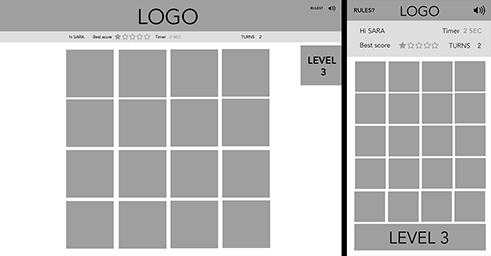 LOGO
RULES?
Hi SARA Best score Timer 2 SEC TURNS 2
LEVEL
3
RULES?
LOGO
Hi SARA Timer 2 SEC
Best score TURNS 2
LEVEL 3